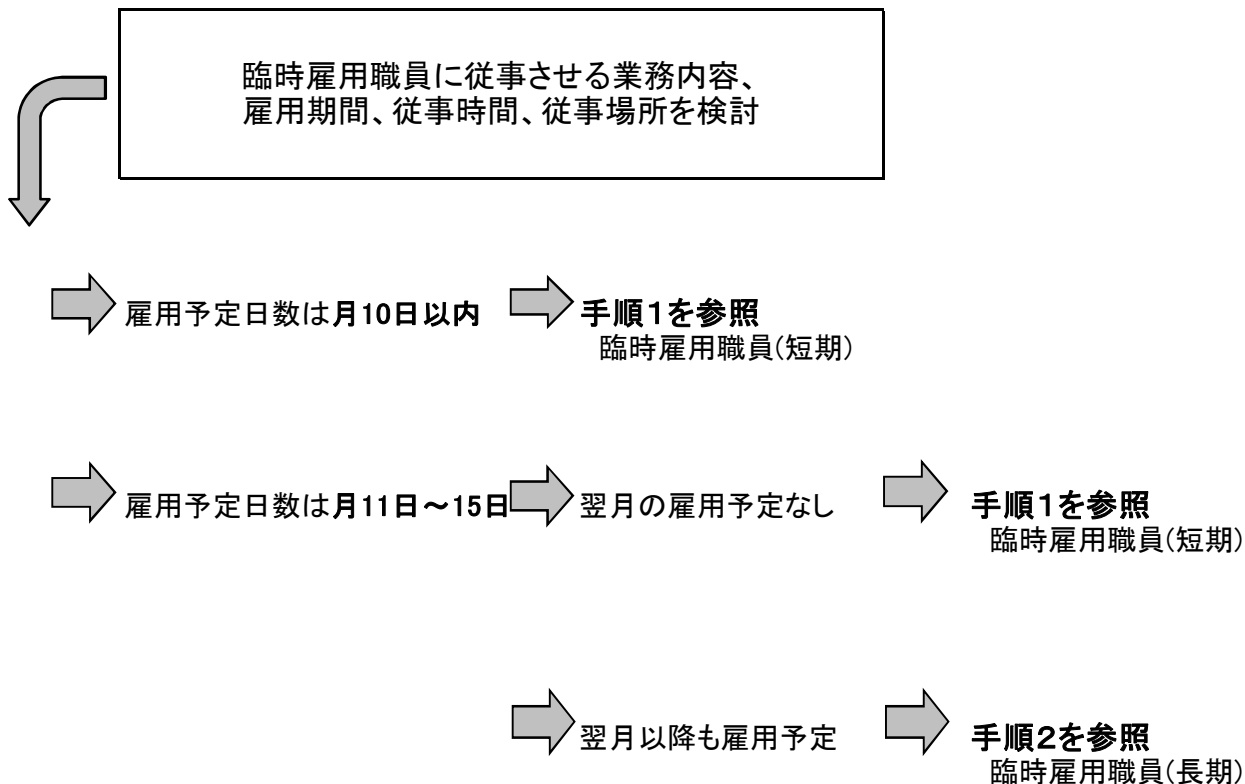 臨時雇用職員に従事させる業務内容、
雇用期間、従事時間、従事場所を検討
雇用予定日数は月10日以内
手順1を参照
臨時雇用職員(短期)
雇用予定日数は月11日～15日
翌月の雇用予定なし
手順1を参照
臨時雇用職員(短期)
翌月以降も雇用予定
手順2を参照
臨時雇用職員(長期)